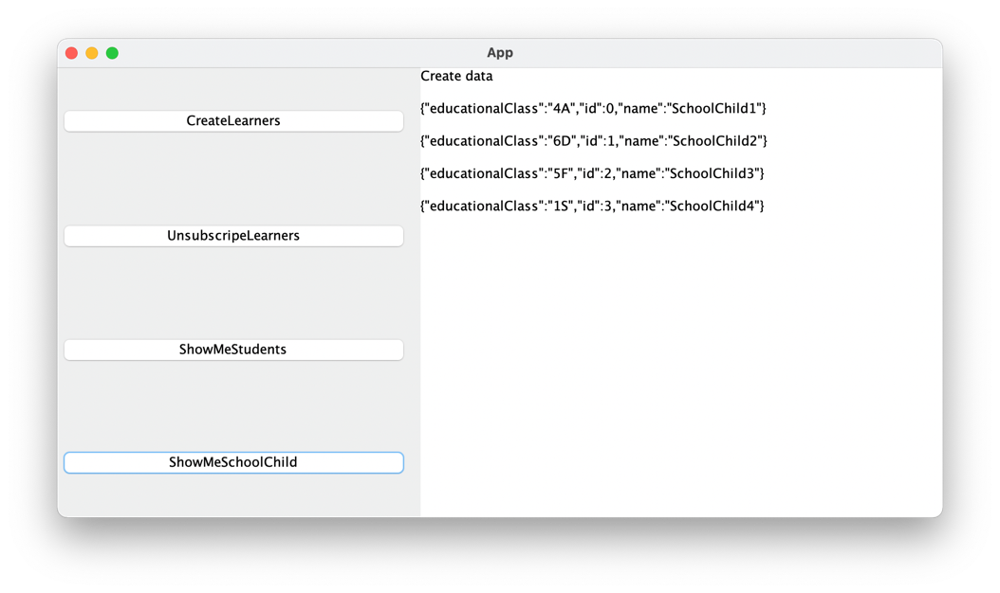 App
CreateLearners
UnsubscripeLearners
ShowMeStudents
ShowMeSchoolChild
Create data
{"educationalClass":"4A","id":0,"name":"SchoolChild1"}
{"educationalClass":"6D","id":1,"name":"SchoolChild2"}
{"educationalClass":"5F","id":2,"name":"SchoolChild3"}
{"educationalClass":"1S","id":3,"name":"SchoolChild4"}